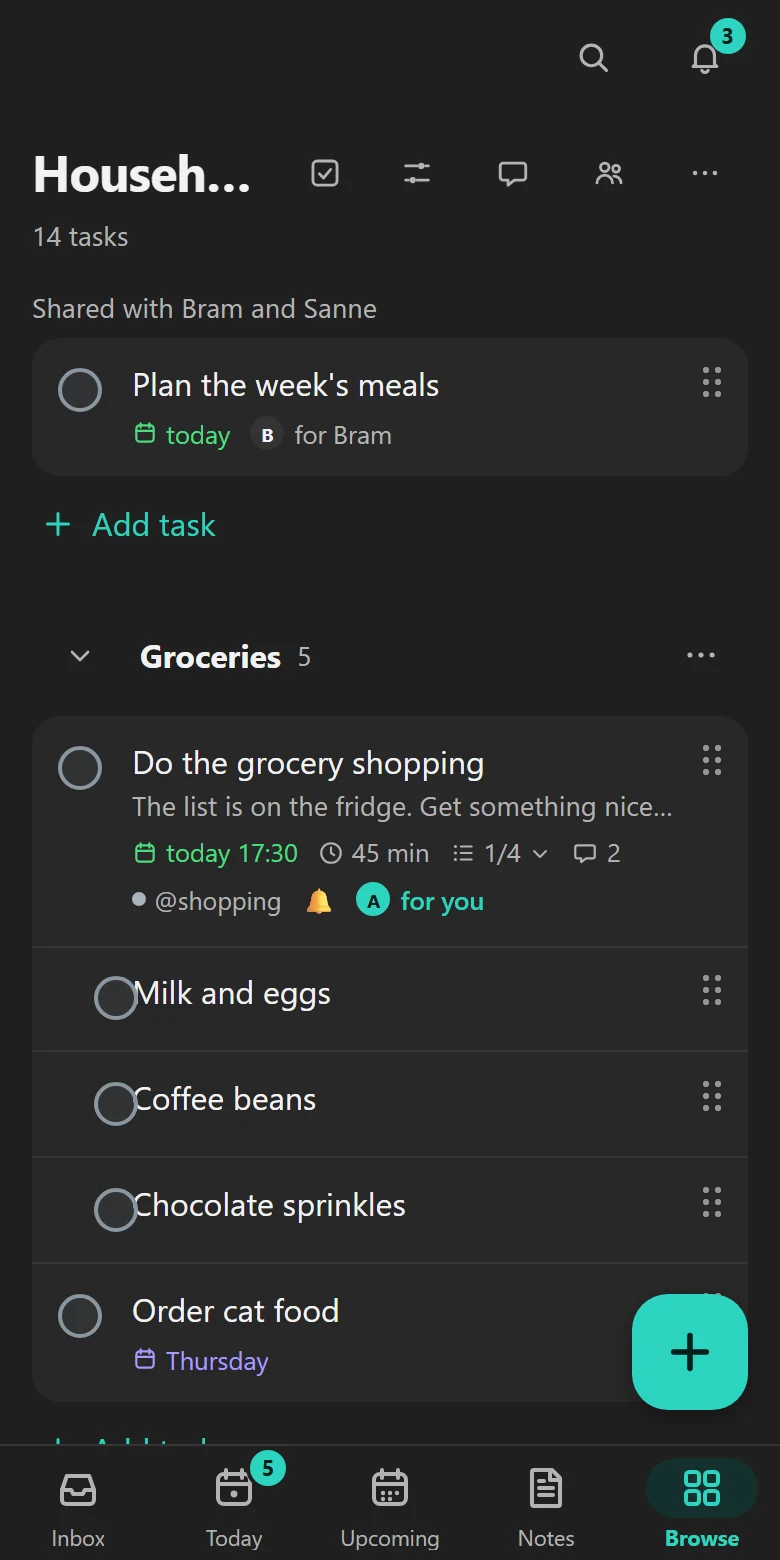 3
Househ...
14 tasks
Shared with Bram and Sanne
Plan the week's meals
today B for Bram
+ Add task
Groceries 5
Do the grocery shopping
The list is on the fridge. Get something nice...
today 17:30 45 min 1/4 2
@shopping A for you
Milk and eggs
Coffee beans
Chocolate sprinkles
Order cat food
Thursday
5
Inbox Today Upcoming Notes Browse